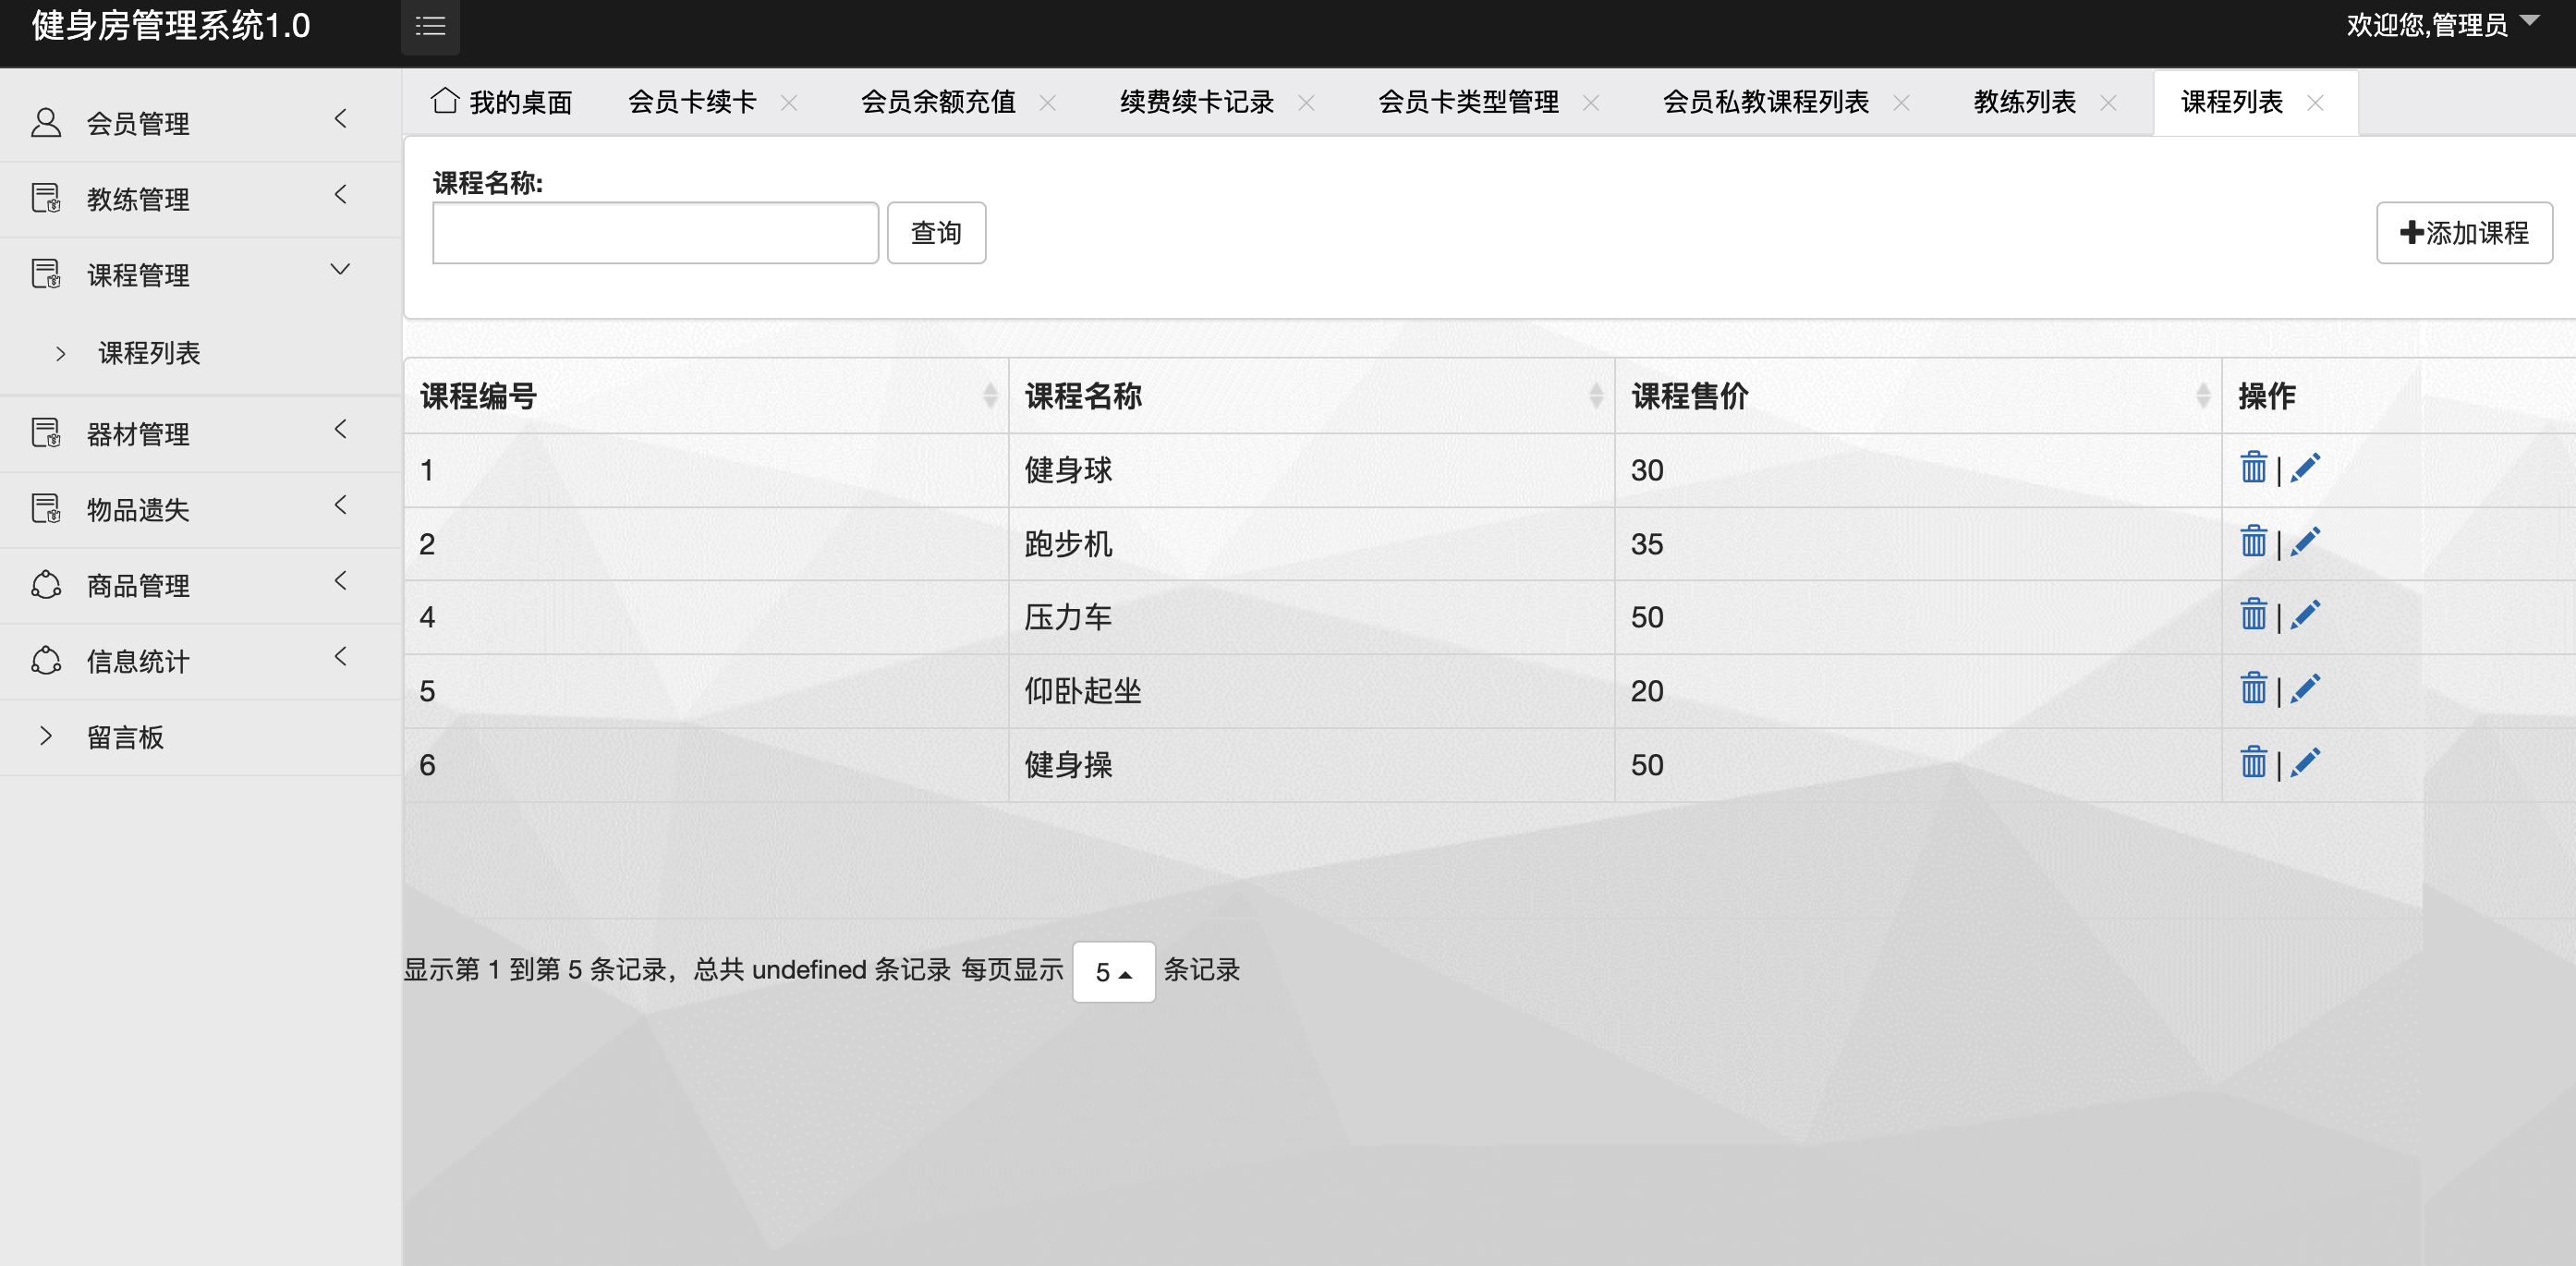 健身房管理系统1.0
欢迎您,管理员
会员管理
教练管理
课程管理
课程列表
器材管理
物品遗失
商品管理
信息统计
留言板
我的桌面 会员卡续卡 会员余额充值 续费续卡记录 会员卡类型管理 会员私教课程列表 教练列表 课程列表
课程名称:
查询
添加课程
课程编号 课程名称 课程售价 操作
1 健身球 30 |
2 跑步机 35 |
4 压力车 50 |
5 仰卧起坐 20 |
6 健身操 50 |
显示第 1 到第 5 条记录，总共 undefined 条记录 每页显示 5 条记录